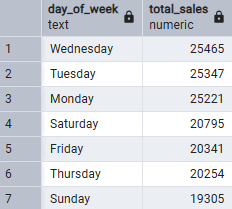 day_of_week total_sales
text numeric
1 Wednesday 25465
2 Tuesday 25347
3 Monday 25221
4 Saturday 20795
5 Friday 20341
6 Thursday 20254
7 Sunday 19305